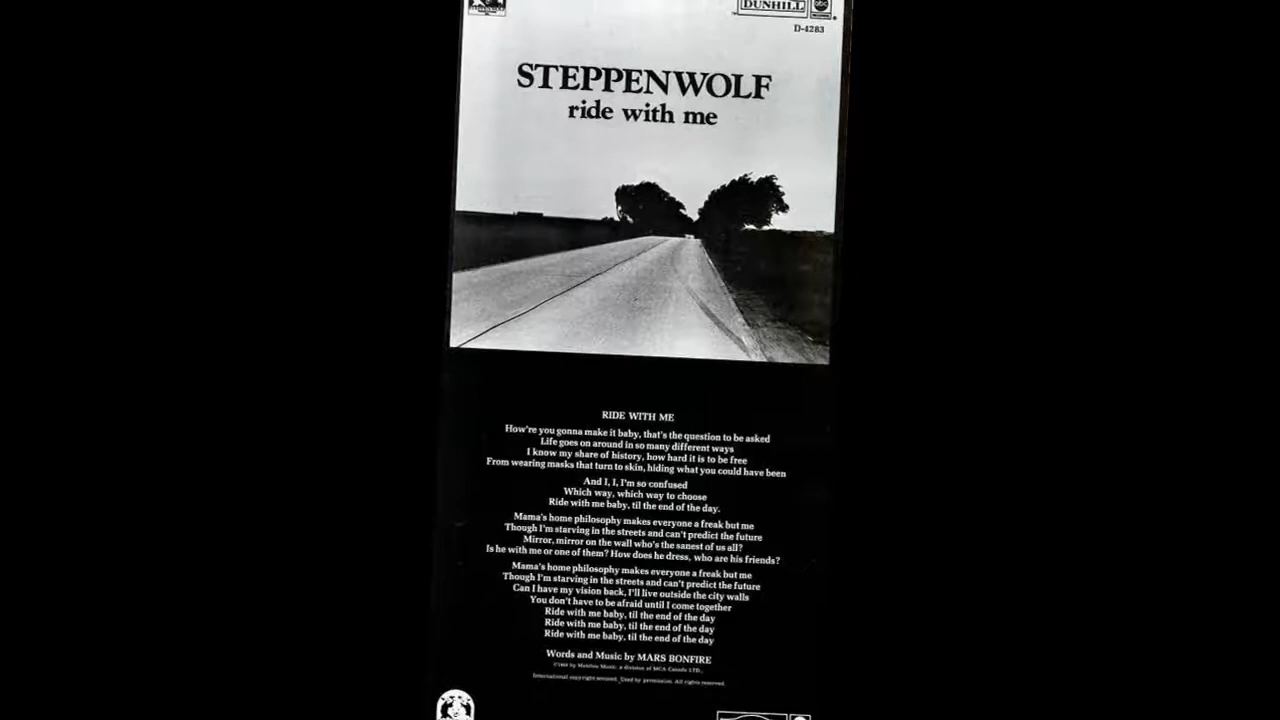 DUNHILL
abc
D-4283
STEPPENWOLF
ride with me
RIDE WITH ME
How're you gonna make it baby, that's the question to be asked
Life goes on around in so many different ways
I know my share of history, how hard it is to be free
From wearing masks that turn to skin, hiding what you could have been
And I, I, I'm so confused
Which way, which way to choose
Ride with me baby, til the end of the day.
Mama's home philosophy makes everyone a freak but me
Though I'm starving in the streets and can't predict the future
Mirror, mirror on the wall who's the sanest of us all?
Is he with me or one of them? How does he dress, who are his friends?
Mama's home philosophy makes everyone a freak but me
Though I'm starving in the streets and can't predict the future
Can I have my vision back, I'll live outside the city walls
You don't have to be afraid until I come together
Ride with me baby, til the end of the day
Ride with me baby, til the end of the day
Ride with me baby, til the end of the day
Words and Music by MARS BONFIRE
Music, a division of MCA Canada LTD.,
International copyright secured. Used by permission. All rights reserved.